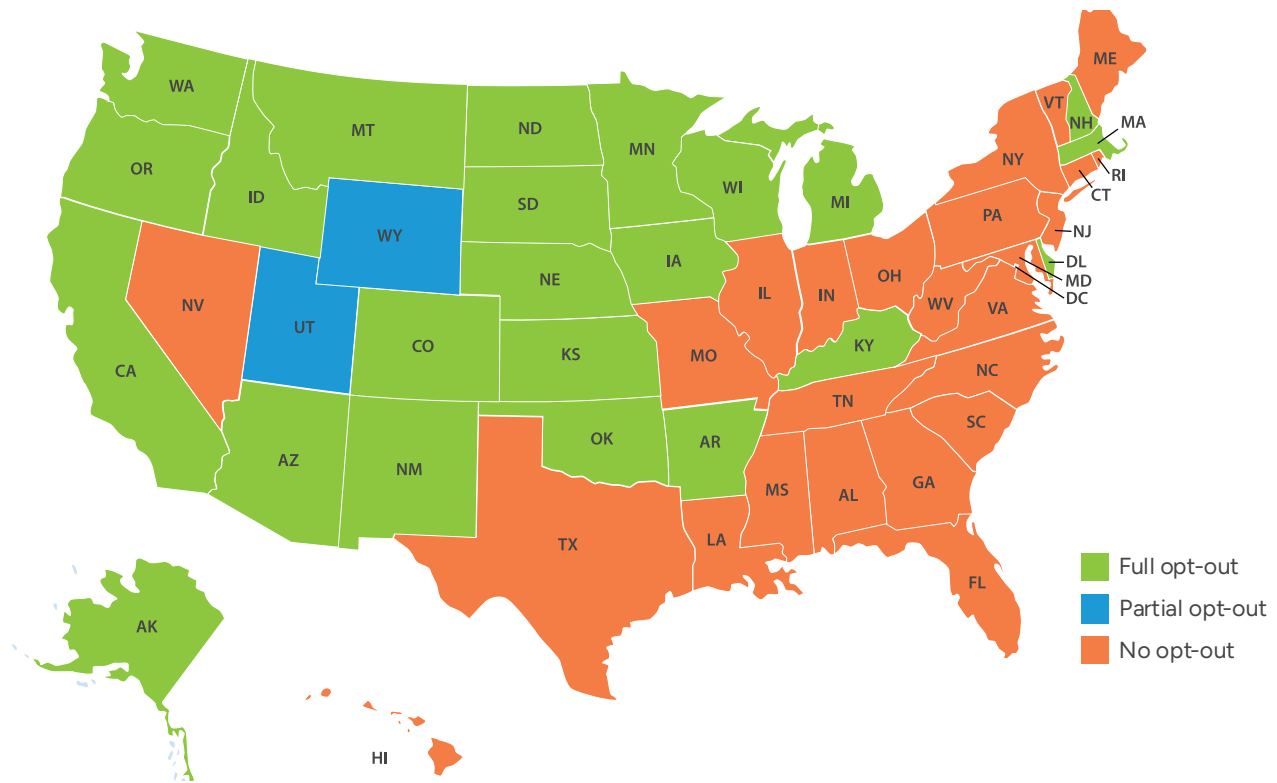 ME
WA
VT
MT
ND
NH
MA
MN
NY
OR
RI
WI
ID
CT
SD
MI
PA
WY
NJ
IA
DL
NE
OH
MD
IL
IN
DC
NV
WV
VA
UT
CO
KY
KS
MO
CA
NC
TN
SC
OK
AR
AZ
NM
GA
MS
AL
LA
TX
Full opt-out
FL
Partial opt-out
AK
No opt-out
HI